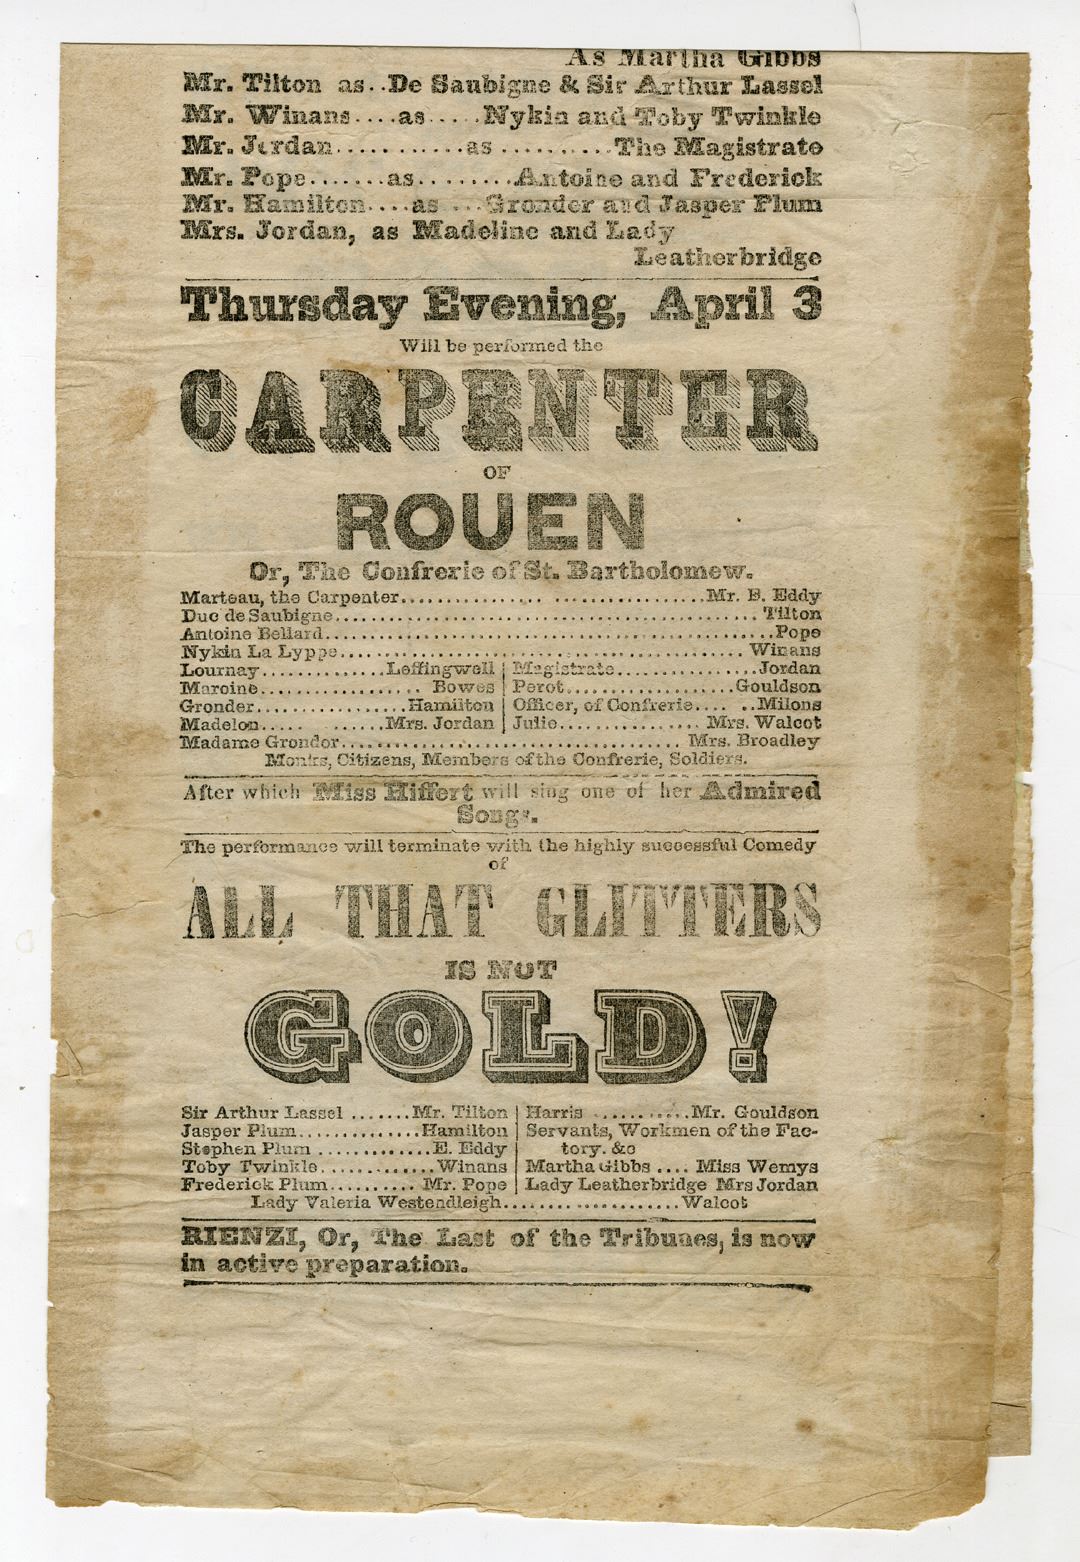 As Martha Gibbs
Mr. Tilton as..De Saubigne & Sir Arthur Lassel
Mr. Winans....as.....Nykin and Toby Twinkle
Mr. Jordan............as ..........The Magistrate
Mr. Pope.......as.........Antoine and Frederick
Mr. Hamilton....as ...Gronder and Jasper Plum
Mrs. Jordan, as Madeline and Lady
Leatherbridge
Thursday Evening, April 3
Will be performed the
CARPENTER
OF
ROUEN
Or, The Confrerie of St. Bartholomew.
Marteau, the Carpenter.................................Mr. E. Eddy
Duc de Saubigne.............................................Tilton
Antoine Bellard................................................Pope
Nykin La Lyppe............................................. Winans
Lournay..............Leffingwell | Magistrate................Jordan
Maroine.................. Bowes | Perot....................Gouldson
Gronder.................Hamilton | Officer, of Confrerie.... ..Milons
Madelon..... .......Mrs. Jordan | Julie................. Mrs. Walcot
Madame Grondor...................................... Mrs. Broadley
Monks, Citizens, Members of the Confrerie, Soldiers.
After which Miss Hiffert will sing one of her Admired
Songs.
The performance will terminate with the highly successful Comedy
of
ALL THAT GLITTERS
IS NOT
GOLD!
Sir Arthur Lassel .......Mr. Tilton | Harris ...........Mr. Gouldson
Jasper Plum..............Hamilton | Servants, Workmen of the Fac-
Stephen Plum .............E. Eddy | tory. &c
Toby Twinkle.............Winans | Martha Gibbs .... Miss Wemys
Frederick Plum.......... Mr. Pope | Lady Leatherbridge Mrs Jordan
Lady Valeria Westendleigh.....................Walcot
RIENZI, Or, The Last of the Tribunes, is now
in active preparation.